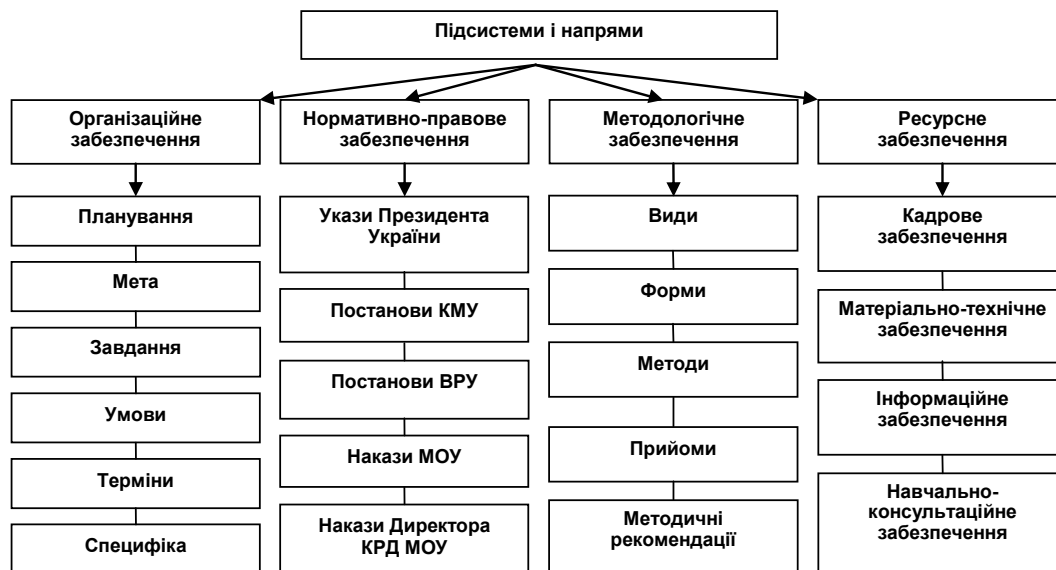 Підсистеми і напрями
Організаційне
забезпечення
Планування
Мета
Завдання
Умови
Терміни
Специфіка
Нормативно-правове
забезпечення
Укази Президента
України
Постанови КМУ
Постанови ВРУ
Накази МОУ
Накази Директора
КРД МОУ
Методологічне
забезпечення
Види
Форми
Методи
Прийоми
Методичні
рекомендації
Ресурсне
забезпечення
Кадрове
забезпечення
Матеріально-технічне
забезпечення
Інформаційне
забезпечення
Навчально-
консультаційне
забезпечення